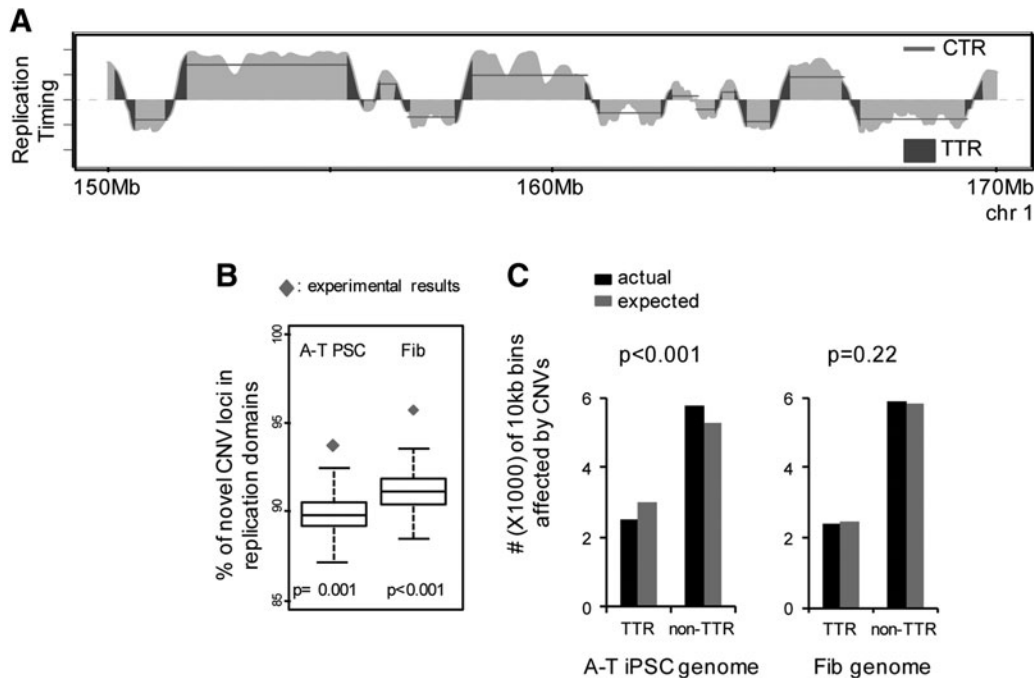 A
Replication
Timing
CTR
TTR
150Mb
160Mb
170Mb
chr 1
B
◆: experimental results
% of novel CNV loci in
replication domains
100
95
90
85
A-T PSC
Fib
p= 0.001
p<0.001
C
actual
expected
# (X1000) of 10kb bins
affected by CNVs
p<0.001
6
4
2
0
TTR
non-TTR
A-T iPSC genome
p=0.22
6
4
2
0
TTR
non-TTR
Fib genome